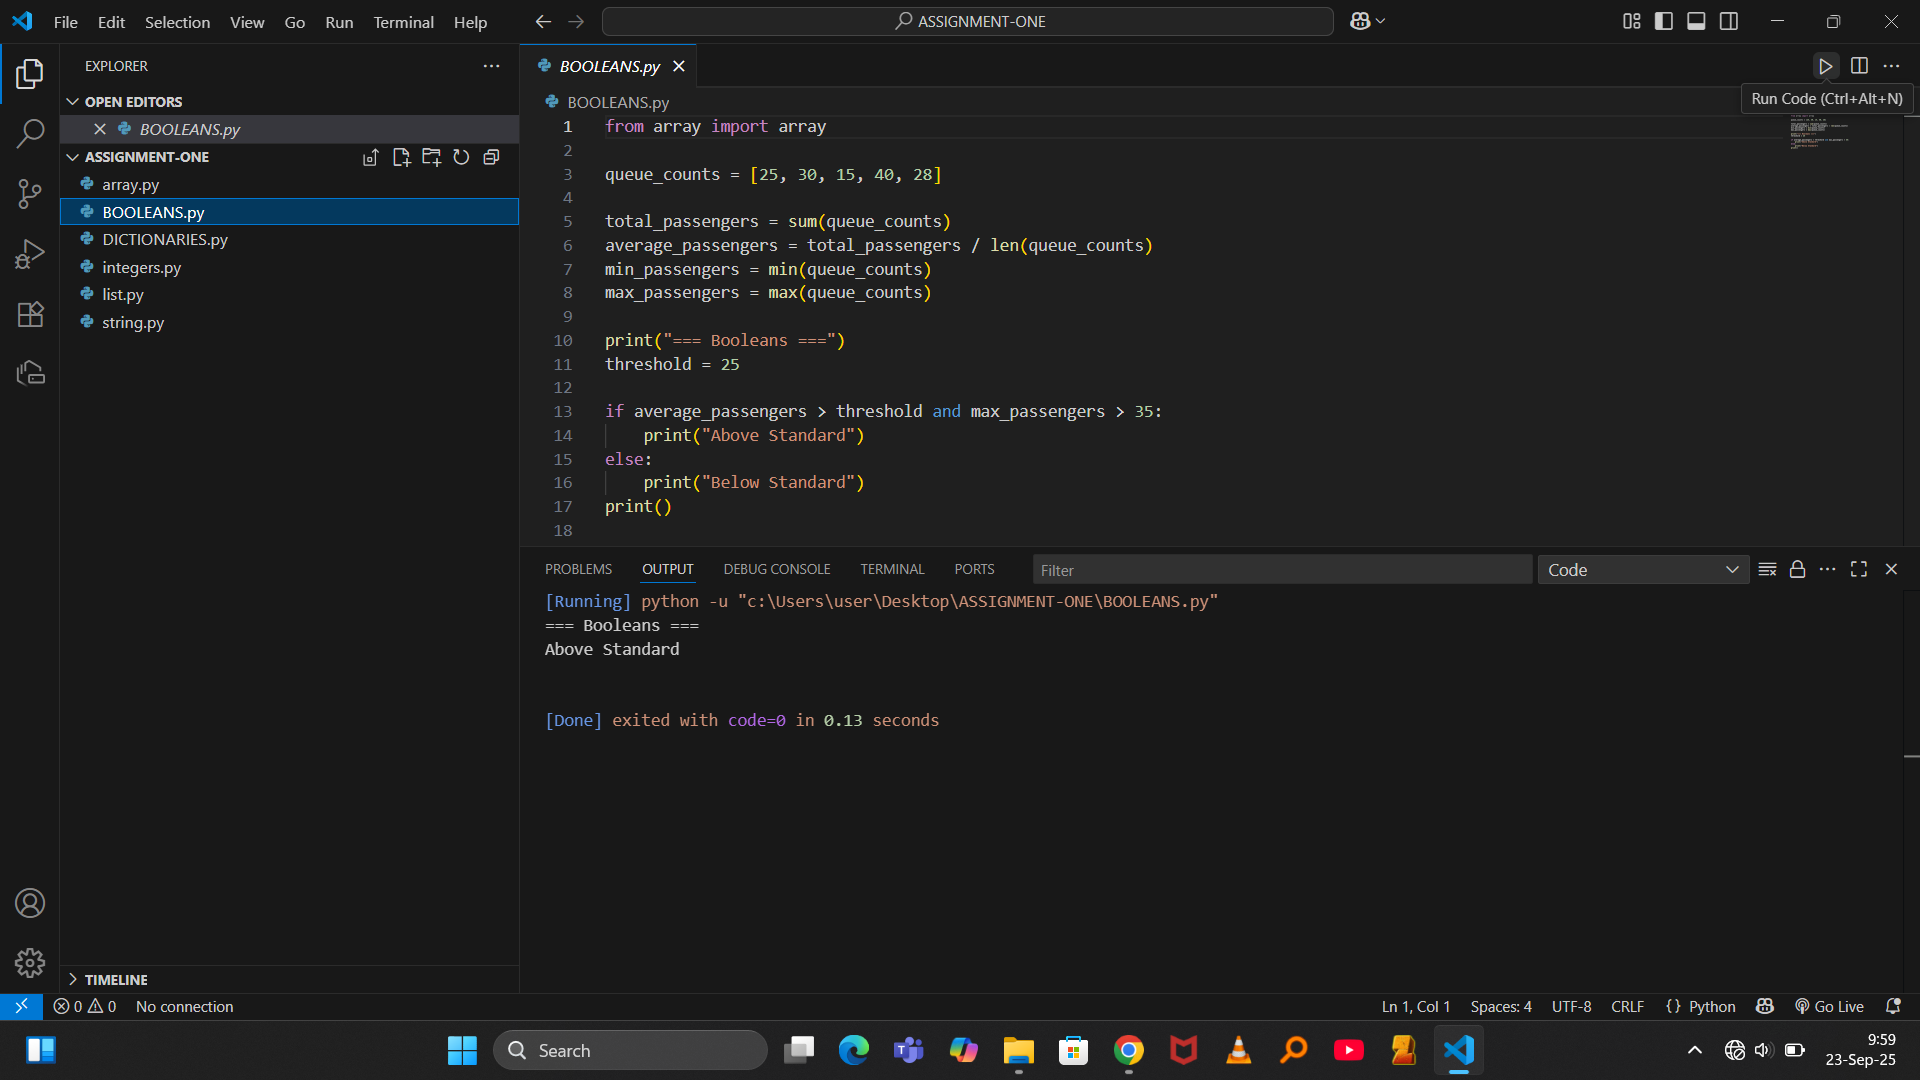 File Edit Selection View Go Run Terminal Help
ASSIGNMENT-ONE
EXPLORER
OPEN EDITORS
BOOLEANS.py
ASSIGNMENT-ONE
array.py
BOOLEANS.py
DICTIONARIES.py
integers.py
list.py
string.py
TIMELINE
BOOLEANS.py
Run Code (Ctrl+Alt+N)
BOOLEANS.py
1 from array import array
2
3 queue_counts = [25, 30, 15, 40, 28]
4
5 total_passengers = sum(queue_counts)
6 average_passengers = total_passengers / len(queue_counts)
7 min_passengers = min(queue_counts)
8 max_passengers = max(queue_counts)
9
10 print("=== Booleans ===")
11 threshold = 25
12
13 if average_passengers > threshold and max_passengers > 35:
14     print("Above Standard")
15 else:
16     print("Below Standard")
17 print()
18
PROBLEMS OUTPUT DEBUG CONSOLE TERMINAL PORTS Filter Code
[Running] python -u "c:\Users\user\Desktop\ASSIGNMENT-ONE\BOOLEANS.py"
=== Booleans ===
Above Standard
[Done] exited with code=0 in 0.13 seconds
0 0 No connection Ln 1, Col 1 Spaces: 4 UTF-8 CRLF {} Python Go Live
Search
9:59
23-Sep-25